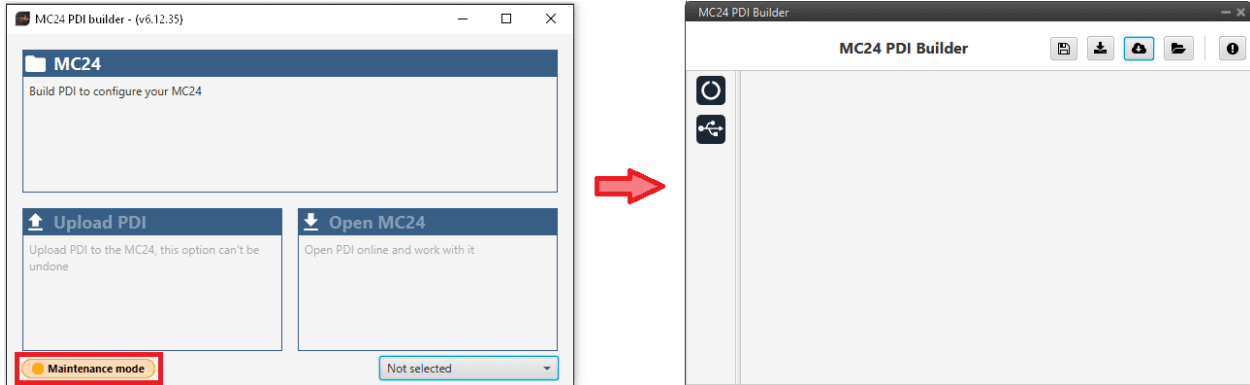 MC24 PDI builder - (v6.12.35)
MC24
Build PDI to configure your MC24
Upload PDI
Upload PDI to the MC24, this option can't be
undone
Open MC24
Open PDI online and work with it
Maintenance mode
Not selected
MC24 PDI Builder
MC24 PDI Builder